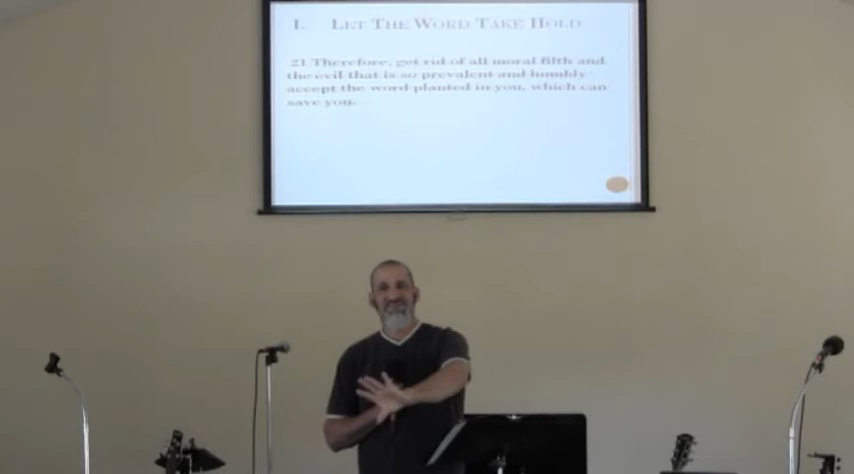 I. LET THE WORD TAKE HOLD
21 Therefore, get rid of all moral filth and
the evil that is so prevalent and humbly
accept the word planted in you, which can
save you.